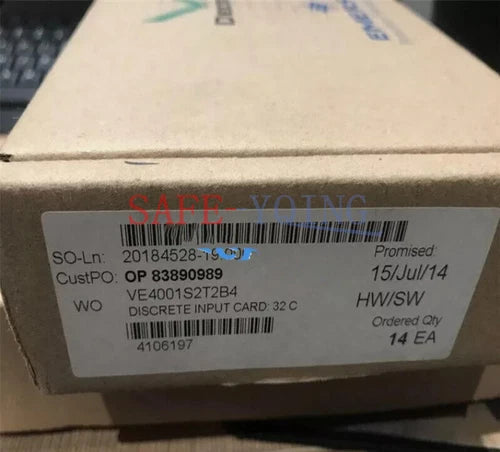 SAFE-YQING
SO-Ln: 20184528-19
Promised:
15/Jul/14
CustPO: OP 83890989
WO VE4001S2T2B4
HW/SW
DISCRETE INPUT CARD: 32 C
Ordered Qty
14 EA
4106197